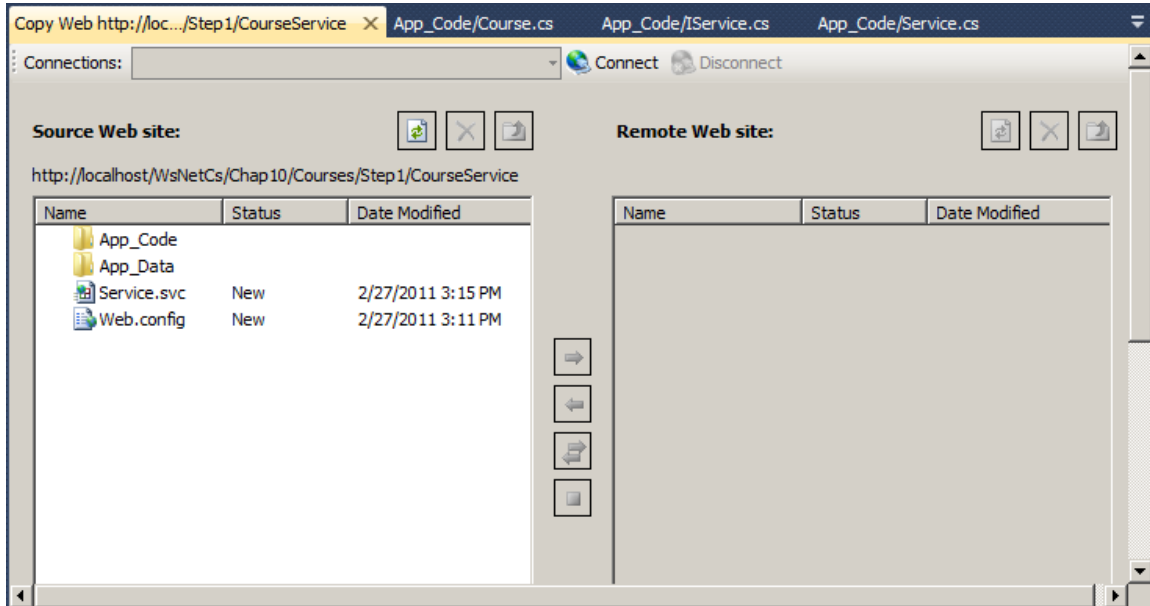 Copy Web http://loc.../Step1/CourseService App_Code/Course.cs App_Code/IService.cs App_Code/Service.cs
Connections: Connect Disconnect
Source Web site: Remote Web site:
http://localhost/WsNetCs/Chap10/Courses/Step1/CourseService
Name Status Date Modified Name Status Date Modified
App_Code
App_Data
Service.svc New 2/27/2011 3:15 PM
Web.config New 2/27/2011 3:11 PM